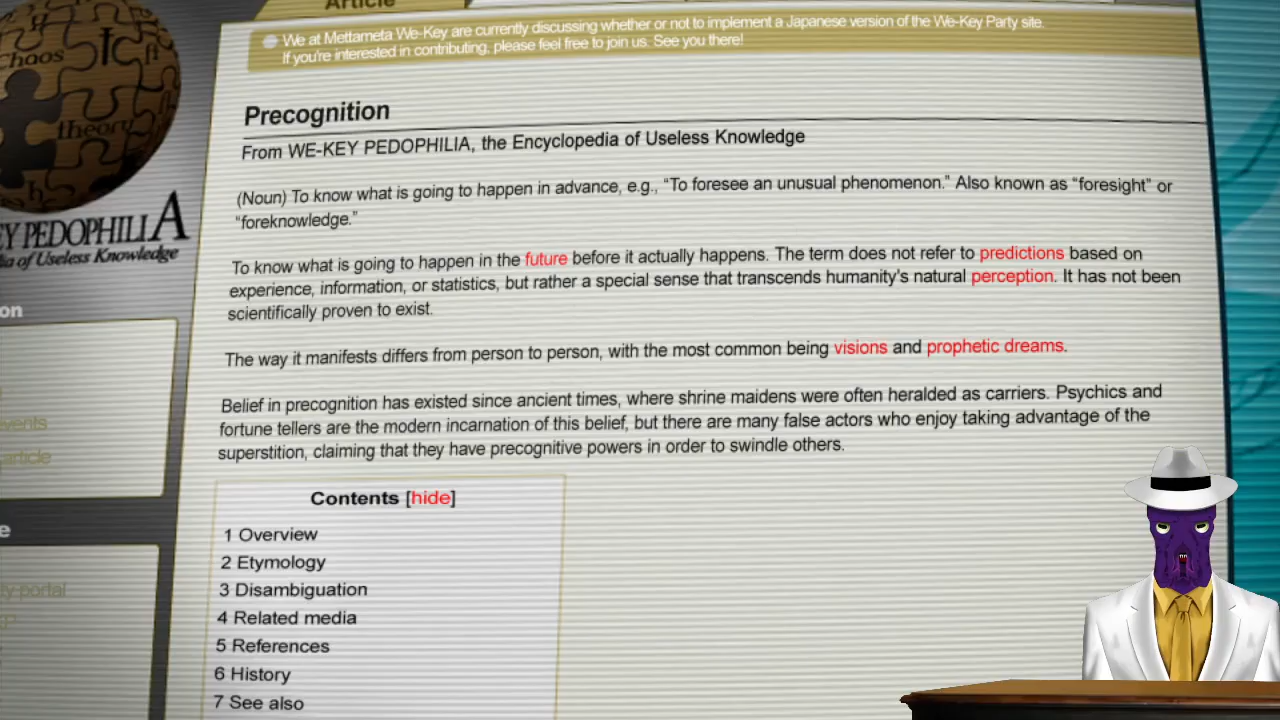 Article
We at Mettameta We-Key are currently discussing whether or not to implement a Japanese version of the We-Key Party site.
If you're interested in contributing, please feel free to join us. See you there!
Chaos
theory
h
EY PEDOPHILIA
dia of Useless Knowledge
Precognition
From WE-KEY PEDOPHILIA, the Encyclopedia of Useless Knowledge
(Noun) To know what is going to happen in advance, e.g., “To foresee an unusual phenomenon.” Also known as “foresight” or
“foreknowledge.”
To know what is going to happen in the future before it actually happens. The term does not refer to predictions based on
experience, information, or statistics, but rather a special sense that transcends humanity's natural perception. It has not been
scientifically proven to exist.
The way it manifests differs from person to person, with the most common being visions and prophetic dreams.
Belief in precognition has existed since ancient times, where shrine maidens were often heralded as carriers. Psychics and
fortune tellers are the modern incarnation of this belief, but there are many false actors who enjoy taking advantage of the
superstition, claiming that they have precognitive powers in order to swindle others.
Contents [hide]
1 Overview
2 Etymology
3 Disambiguation
4 Related media
5 References
6 History
7 See also
on
events
article
e
ty portal